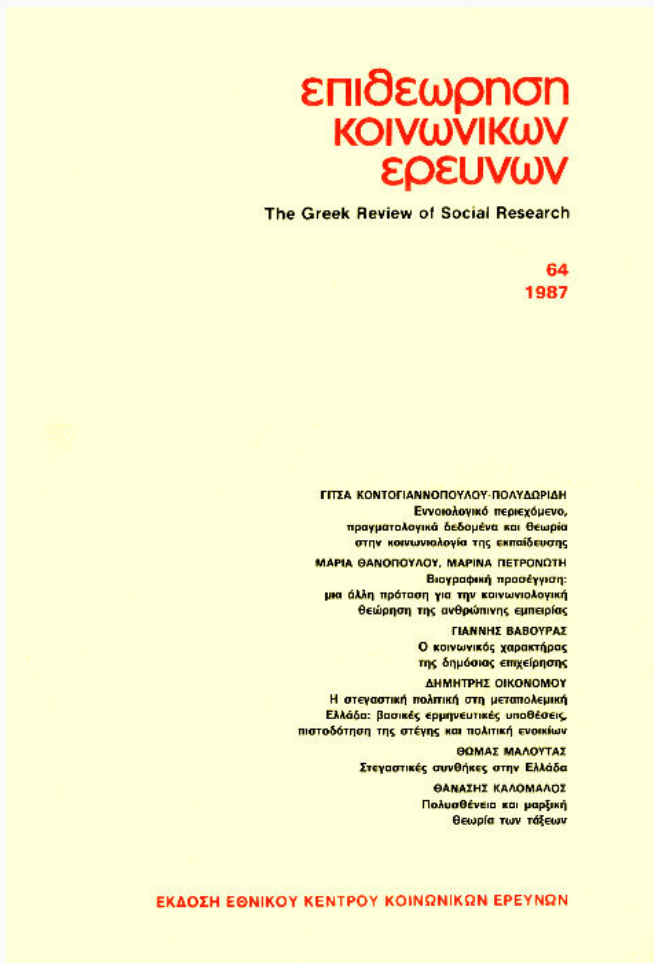 επιθεωρηση
κοινωνικων
ερευνων
The Greek Review of Social Research
64
1987
ΓΙΤΣΑ ΚΟΝΤΟΓΙΑΝΝΟΠΟΥΛΟΥ-ΠΟΛΥΔΩΡΙΔΗ
Εννοιολογικό περιεχόμενο,
πραγματολογικά δεδομένα και θεωρία
στην κοινωνιολογία της εκπαίδευσης
ΜΑΡΙΑ ΘΑΝΟΠΟΥΛΟΥ, ΜΑΡΙΝΑ ΠΕΤΡΟΝΩΤΗ
Βιογραφική προσέγγιση:
μια άλλη πρόταση για την κοινωνιολογική
θεώρηση της ανθρώπινης εμπειρίας
ΓΙΑΝΝΗΣ ΒΑΒΟΥΡΑΣ
Ο κοινωνικός χαρακτήρας
της δημόσιας επιχείρησης
ΔΗΜΗΤΡΗΣ ΟΙΚΟΝΟΜΟΥ
Η στεγαστική πολιτική στη μεταπολεμική
Ελλάδα: βασικές ερμηνευτικές υποθέσεις,
πιστοδότηση της στέγης και πολιτική ενοικίων
ΘΩΜΑΣ ΜΑΛΟΥΤΑΣ
Στεγαστικές συνθήκες στην Ελλάδα
ΘΑΝΑΣΗΣ ΚΑΛΟΜΑΛΟΣ
Πολυσθένεια και μαρξική
θεωρία των τάξεων
ΕΚΔΟΣΗ ΕΘΝΙΚΟΥ ΚΕΝΤΡΟΥ ΚΟΙΝΩΝΙΚΩΝ ΕΡΕΥΝΩΝ